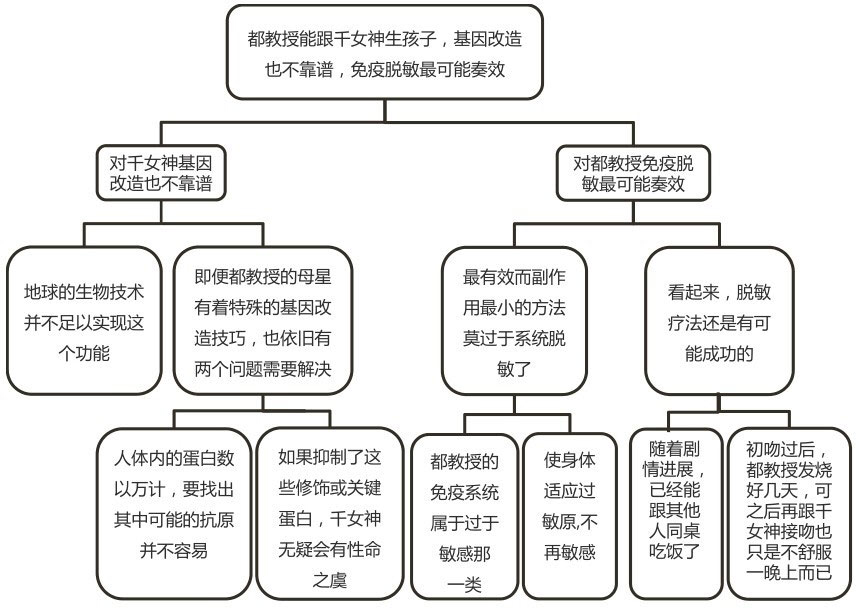 都教授能跟千女神生孩子，基因改造
也不靠谱，免疫脱敏最可能奏效
对千女神基因
改造也不靠谱
对都教授免疫脱
敏最可能奏效
地球的生物技术
并不足以实现这
个功能
即便都教授的母星
有着特殊的基因改
造技巧，也依旧有
两个问题需要解决
最有效而副作
用最小的方法
莫过于系统脱
敏了
看起来，脱敏
疗法还是有可
能成功的
人体内的蛋白数
以万计，要找出
其中可能的抗原
并不容易
如果抑制了这
些修饰或关键
蛋白，千女神
无疑会有性命
之虞
都教授的
免疫系统
属于过于
敏感那
一类
使身体
适应过
敏原,不
再敏感
随着剧
情进展，
已经能
跟其他
人同桌
吃饭了
初吻过后，
都教授发烧
好几天，可
之后再跟千
女神接吻也
只是不舒服
一晚上而已